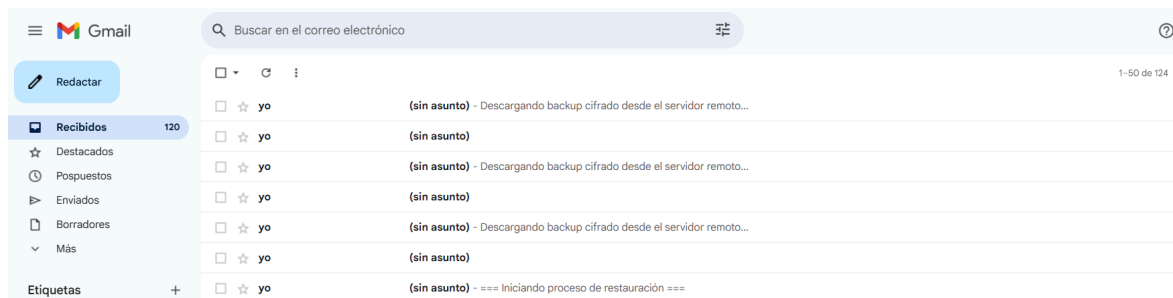 Gmail
Buscar en el correo electrónico
Redactar
1-50 de 124
yo (sin asunto) - Descargando backup cifrado desde el servidor remoto...
Recibidos 120
yo (sin asunto)
Destacados
yo (sin asunto) - Descargando backup cifrado desde el servidor remoto...
Pospuestos
yo (sin asunto)
Enviados
yo (sin asunto) - Descargando backup cifrado desde el servidor remoto...
Borradores
yo (sin asunto)
Más
yo (sin asunto) - === Iniciando proceso de restauración ===
Etiquetas +